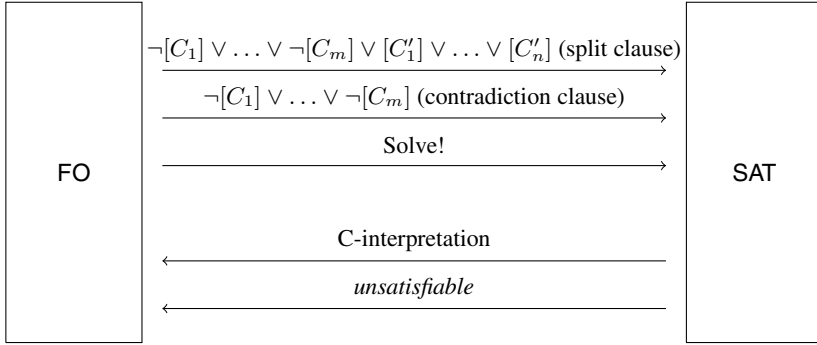 ¬[C₁] ∨ … ∨ ¬[Cₘ] ∨ [C′₁] ∨ … ∨ [C′ₙ] (split clause)
¬[C₁] ∨ … ∨ ¬[Cₘ] (contradiction clause)
Solve!
FO
SAT
C-interpretation
unsatisfiable